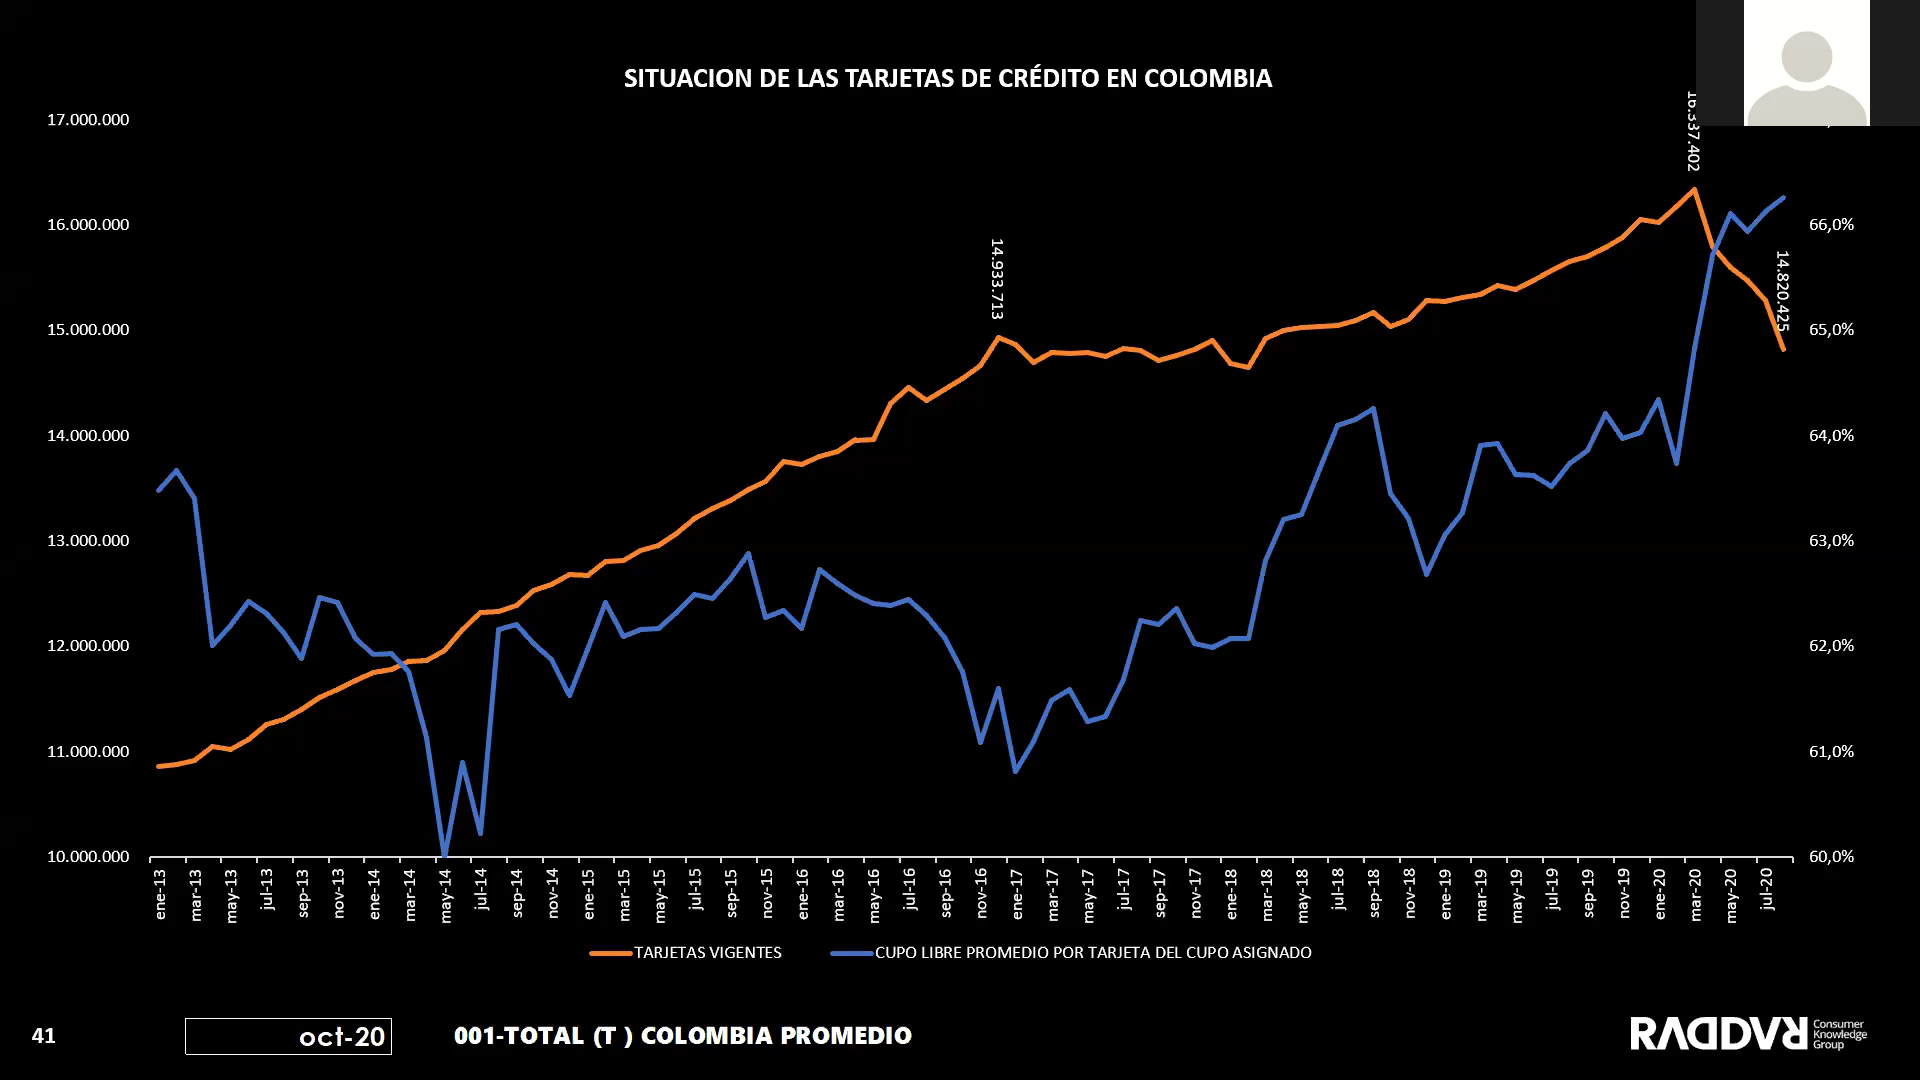 SITUACION DE LAS TARJETAS DE CRÉDITO EN COLOMBIA
17.000.000
16.000.000
15.000.000
14.000.000
13.000.000
12.000.000
11.000.000
10.000.000
14.933.713
16.337.402
14.820.425
66,0%
65,0%
64,0%
63,0%
62,0%
61,0%
60,0%
ene-13
mar-13
may-13
jul-13
sep-13
nov-13
ene-14
mar-14
may-14
jul-14
sep-14
nov-14
ene-15
mar-15
may-15
jul-15
sep-15
nov-15
ene-16
mar-16
may-16
jul-16
sep-16
nov-16
ene-17
mar-17
may-17
jul-17
sep-17
nov-17
ene-18
mar-18
may-18
jul-18
sep-18
nov-18
ene-19
mar-19
may-19
jul-19
sep-19
nov-19
ene-20
mar-20
may-20
jul-20
TARJETAS VIGENTES
CUPO LIBRE PROMEDIO POR TARJETA DEL CUPO ASIGNADO
41
oct-20
001-TOTAL (T ) COLOMBIA PROMEDIO
RADDAR
Consumer
Knowledge
Group